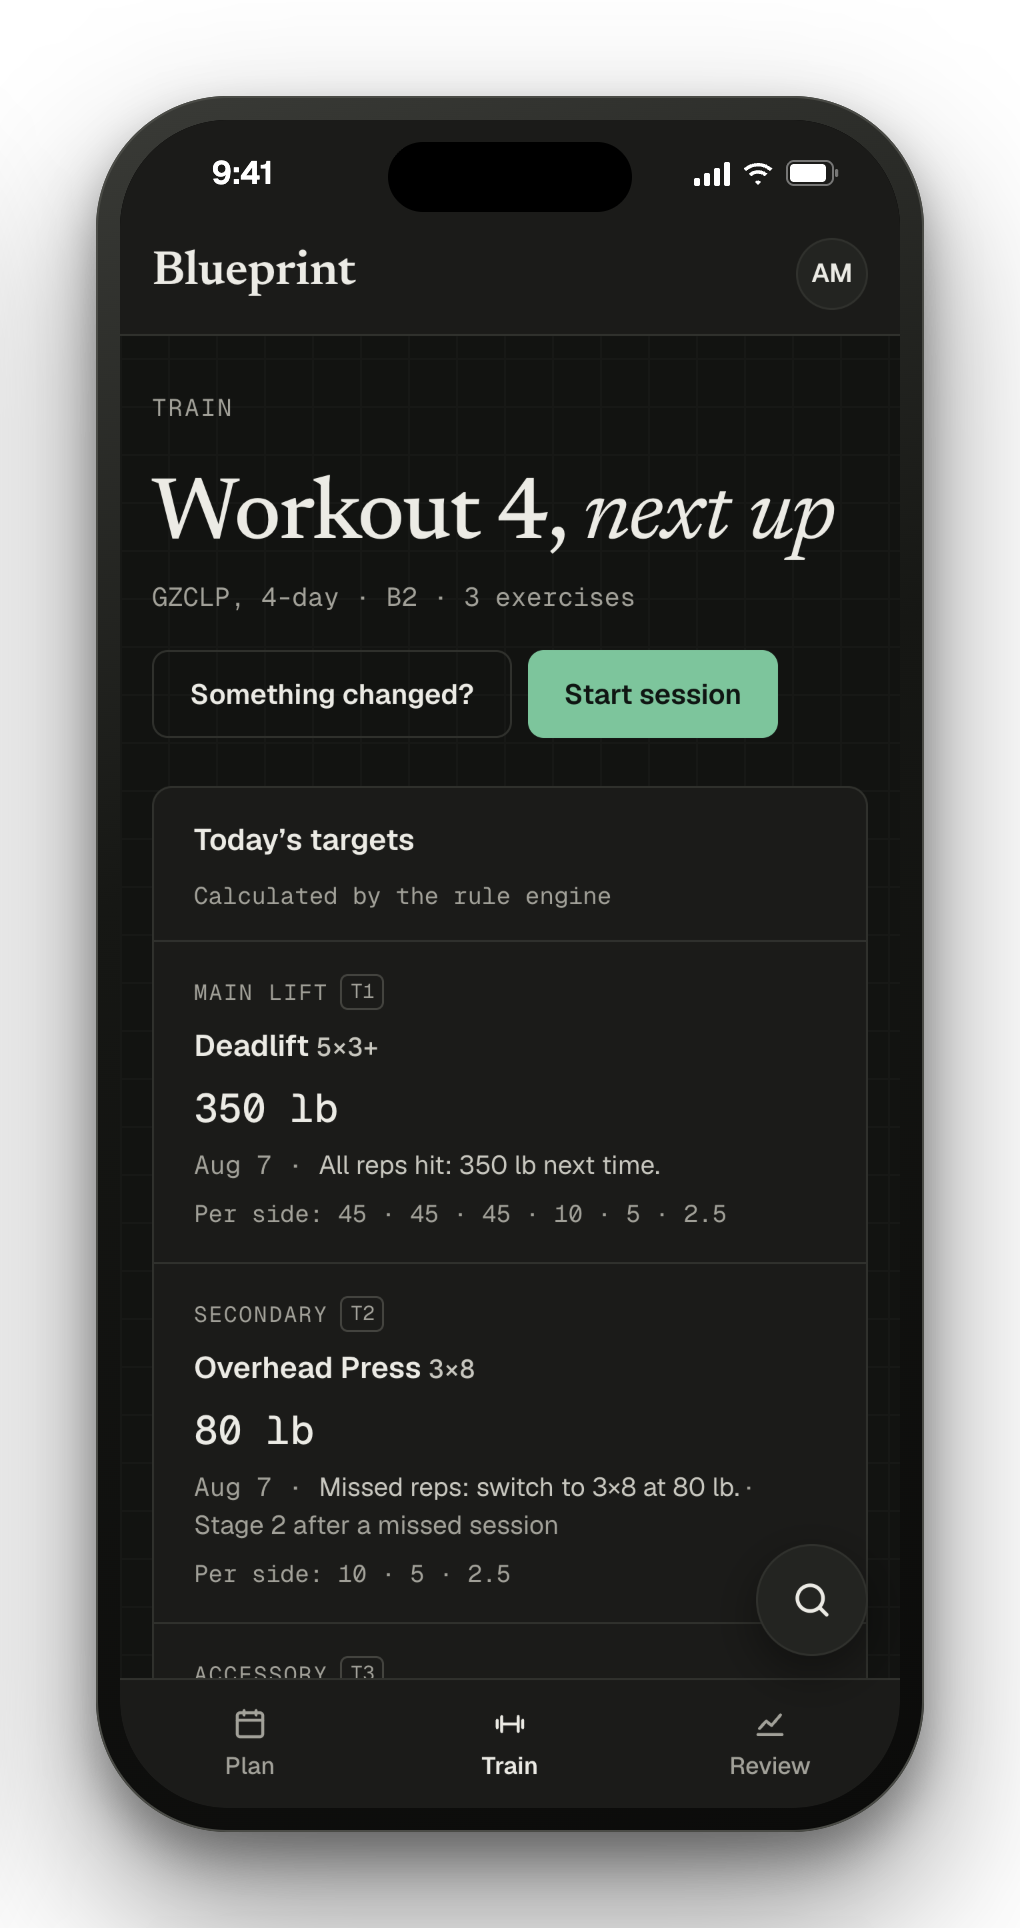 9:41
Blueprint
AM
TRAIN
Workout 4, next up
GZCLP, 4-day · B2 · 3 exercises
Something changed?
Start session
Today’s targets
Calculated by the rule engine
MAIN LIFT T1
Deadlift 5×3+
350 lb
Aug 7 · All reps hit: 350 lb next time.
Per side: 45 · 45 · 45 · 10 · 5 · 2.5
SECONDARY T2
Overhead Press 3×8
80 lb
Aug 7 · Missed reps: switch to 3×8 at 80 lb. ·
Stage 2 after a missed session
Per side: 10 · 5 · 2.5
ACCESSORY T3
Plan
Train
Review